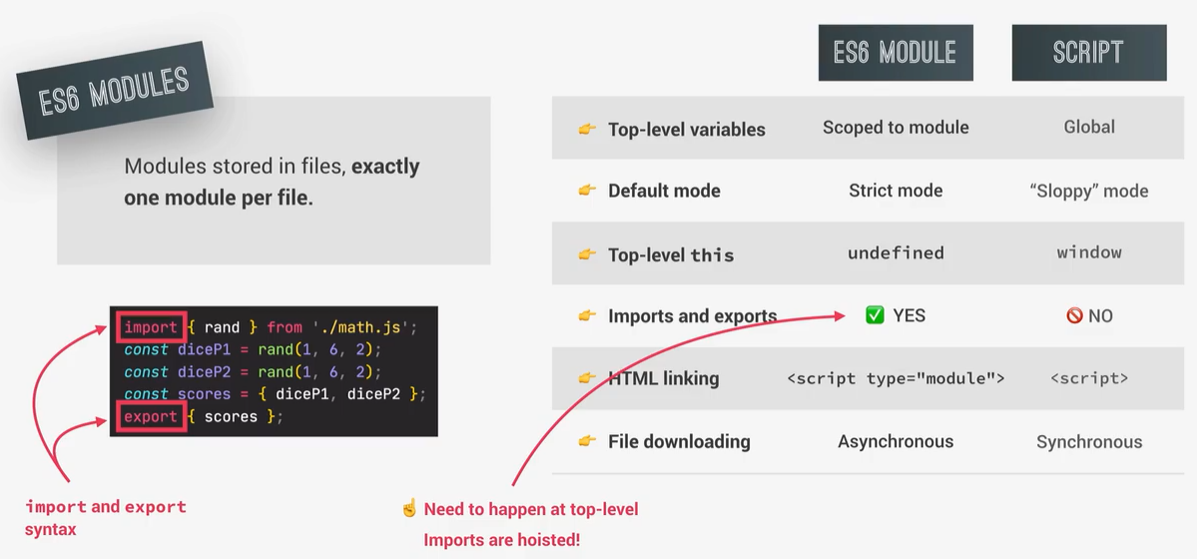 ES6 MODULES
Modules stored in files, exactly
one module per file.
import { rand } from './math.js';
const diceP1 = rand(1, 6, 2);
const diceP2 = rand(1, 6, 2);
const scores = { diceP1, diceP2 };
export { scores };
import and export
syntax
ES6 MODULE SCRIPT
👉 Top-level variables Scoped to module Global
👉 Default mode Strict mode “Sloppy” mode
👉 Top-level this undefined window
👉 Imports and exports ✅ YES 🚫 NO
👉 HTML linking <script type="module"> <script>
👉 File downloading Asynchronous Synchronous
☝️ Need to happen at top-level
Imports are hoisted!